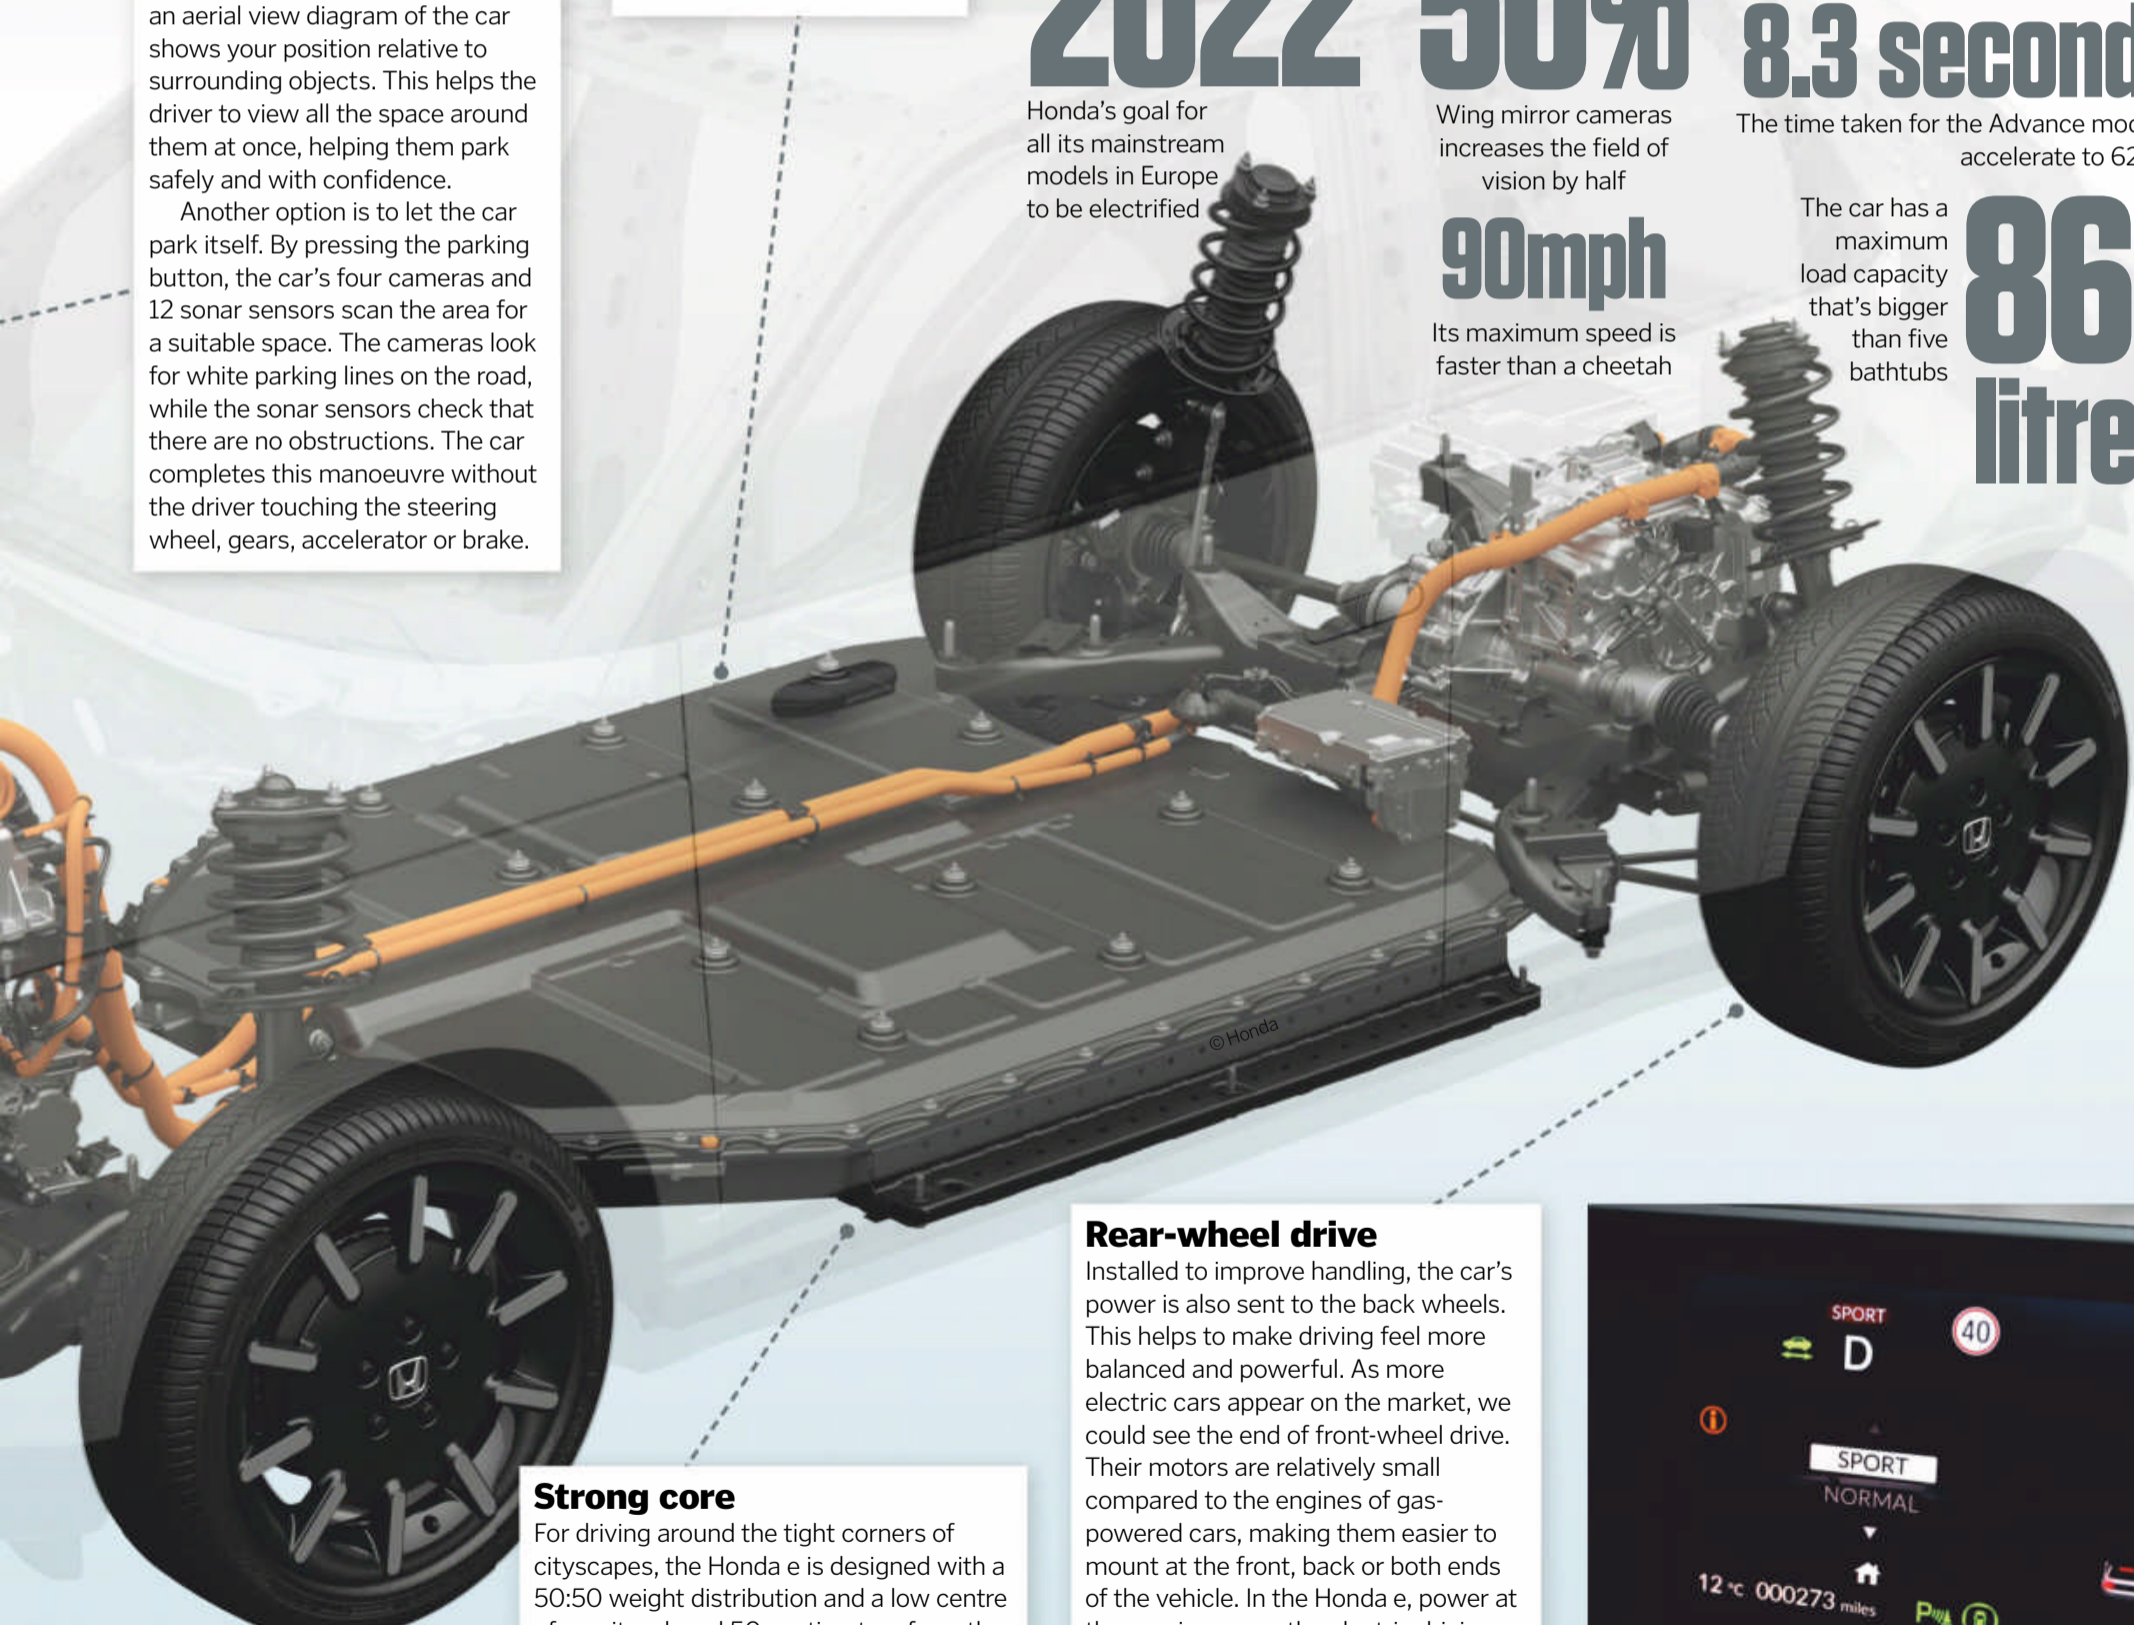 an aerial view diagram of the car
shows your position relative to
surrounding objects. This helps the
driver to view all the space around
them at once, helping them park
safely and with confidence.
Another option is to let the car
park itself. By pressing the parking
button, the car's four cameras and
12 sonar sensors scan the area for
a suitable space. The cameras look
for white parking lines on the road,
while the sonar sensors check that
there are no obstructions. The car
completes this manoeuvre without
the driver touching the steering
wheel, gears, accelerator or brake.
2022
Honda's goal for
all its mainstream
models in Europe
to be electrified
50%
Wing mirror cameras
increases the field of
vision by half
90mph
Its maximum speed is
faster than a cheetah
8.3 second
The time taken for the Advance
accelerate to 62
The car has a
maximum
load capacity
that's bigger
than five
bathtubs
86
litre
© Honda
Strong core
For driving around the tight corners of
cityscapes, the Honda e is designed with a
50:50 weight distribution and a low centre
Rear-wheel drive
Installed to improve handling, the car's
power is also sent to the back wheels.
This helps to make driving feel more
balanced and powerful. As more
electric cars appear on the market, we
could see the end of front-wheel drive.
Their motors are relatively small
compared to the engines of gas-
powered cars, making them easier to
mount at the front, back or both ends
of the vehicle. In the Honda e, power at
SPORT
D
40
SPORT
NORMAL
12°C 000273 miles
P